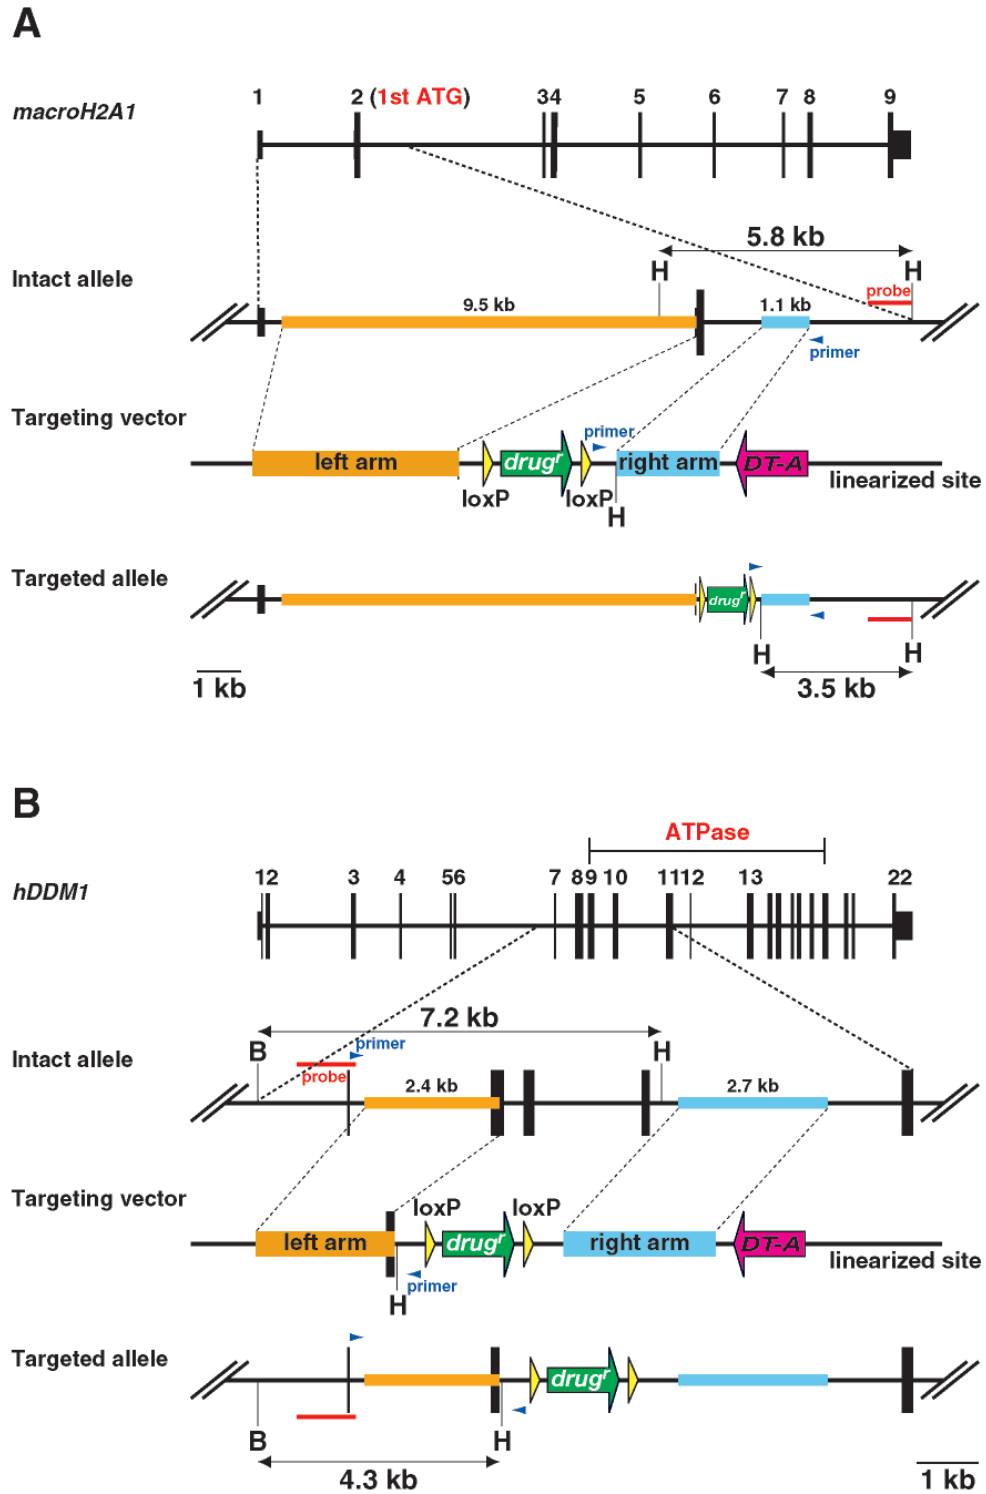 A
macroH2A1
1 2 (1st ATG) 34 5 6 7 8 9
5.8 kb
Intact allele
H H
probe
9.5 kb 1.1 kb
primer
Targeting vector
primer
left arm drugʳ right arm DT-A
loxP loxP linearized site
H
Targeted allele
drugʳ
H H
1 kb 3.5 kb
B
ATPase
hDDM1
12 3 4 56 7 89 10 1112 13 22
7.2 kb
Intact allele
B primer H
probe
2.4 kb 2.7 kb
Targeting vector
loxP loxP
left arm drugʳ right arm DT-A
linearized site
primer
H
Targeted allele
drugʳ
B H
4.3 kb 1 kb